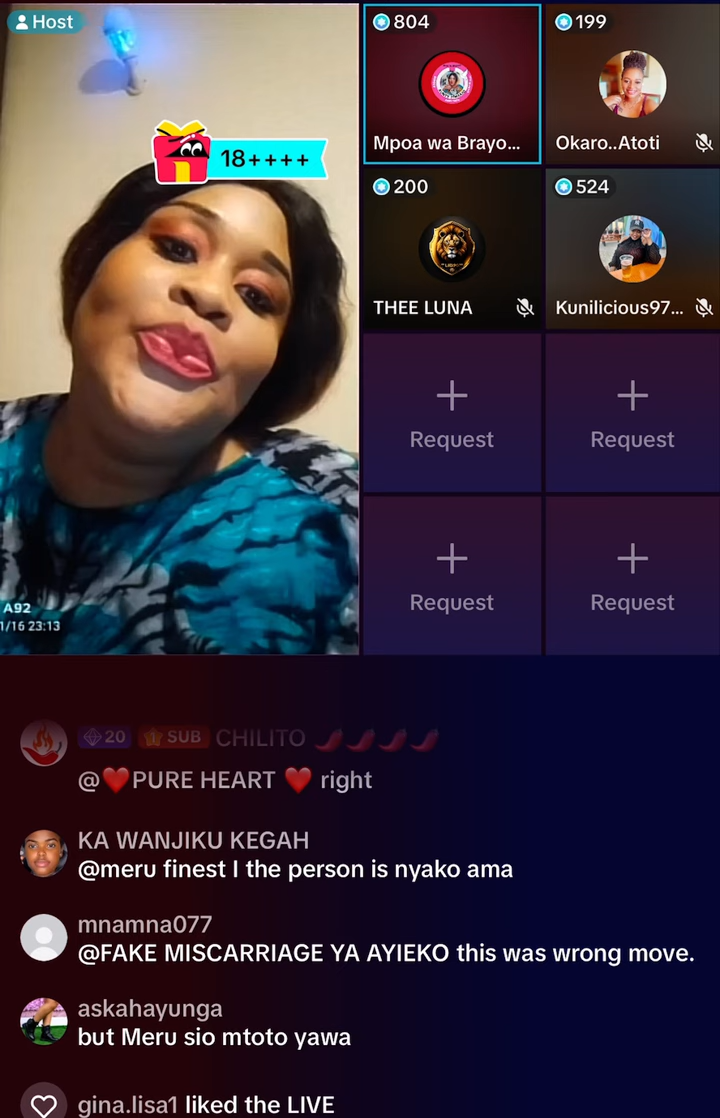 Host
18++++
A92
1/16 23:13
804
Mpoa wa Brayo...
199
Okaro..Atoti
200
THEE LUNA
524
Kunilicious97...
Request
Request
Request
Request
20 SUB CHILITO 🌶️🌶️🌶️🌶️
@❤️PURE HEART ❤️ right
KA WANJIKU KEGAH
@meru finest I the person is nyako ama
mnamna077
@FAKE MISCARRIAGE YA AYIEKO this was wrong move.
askahayunga
but Meru sio mtoto yawa
gina.lisa1 liked the LIVE